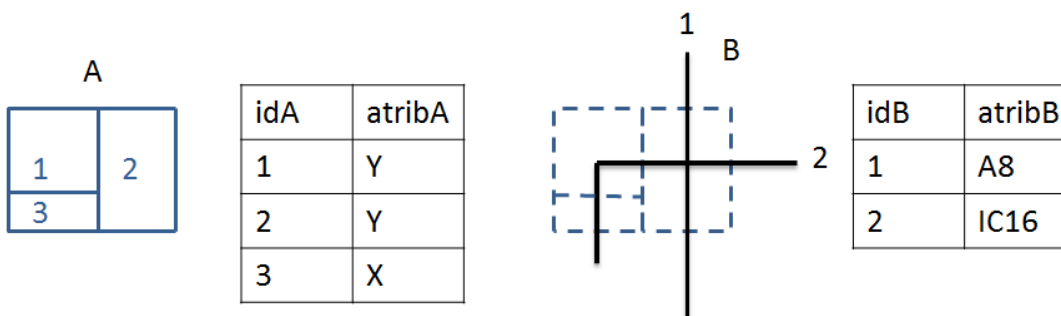 A
1
2
3
idA atribA
1 Y
2 Y
3 X
1
B
2
idB atribB
1 A8
2 IC16